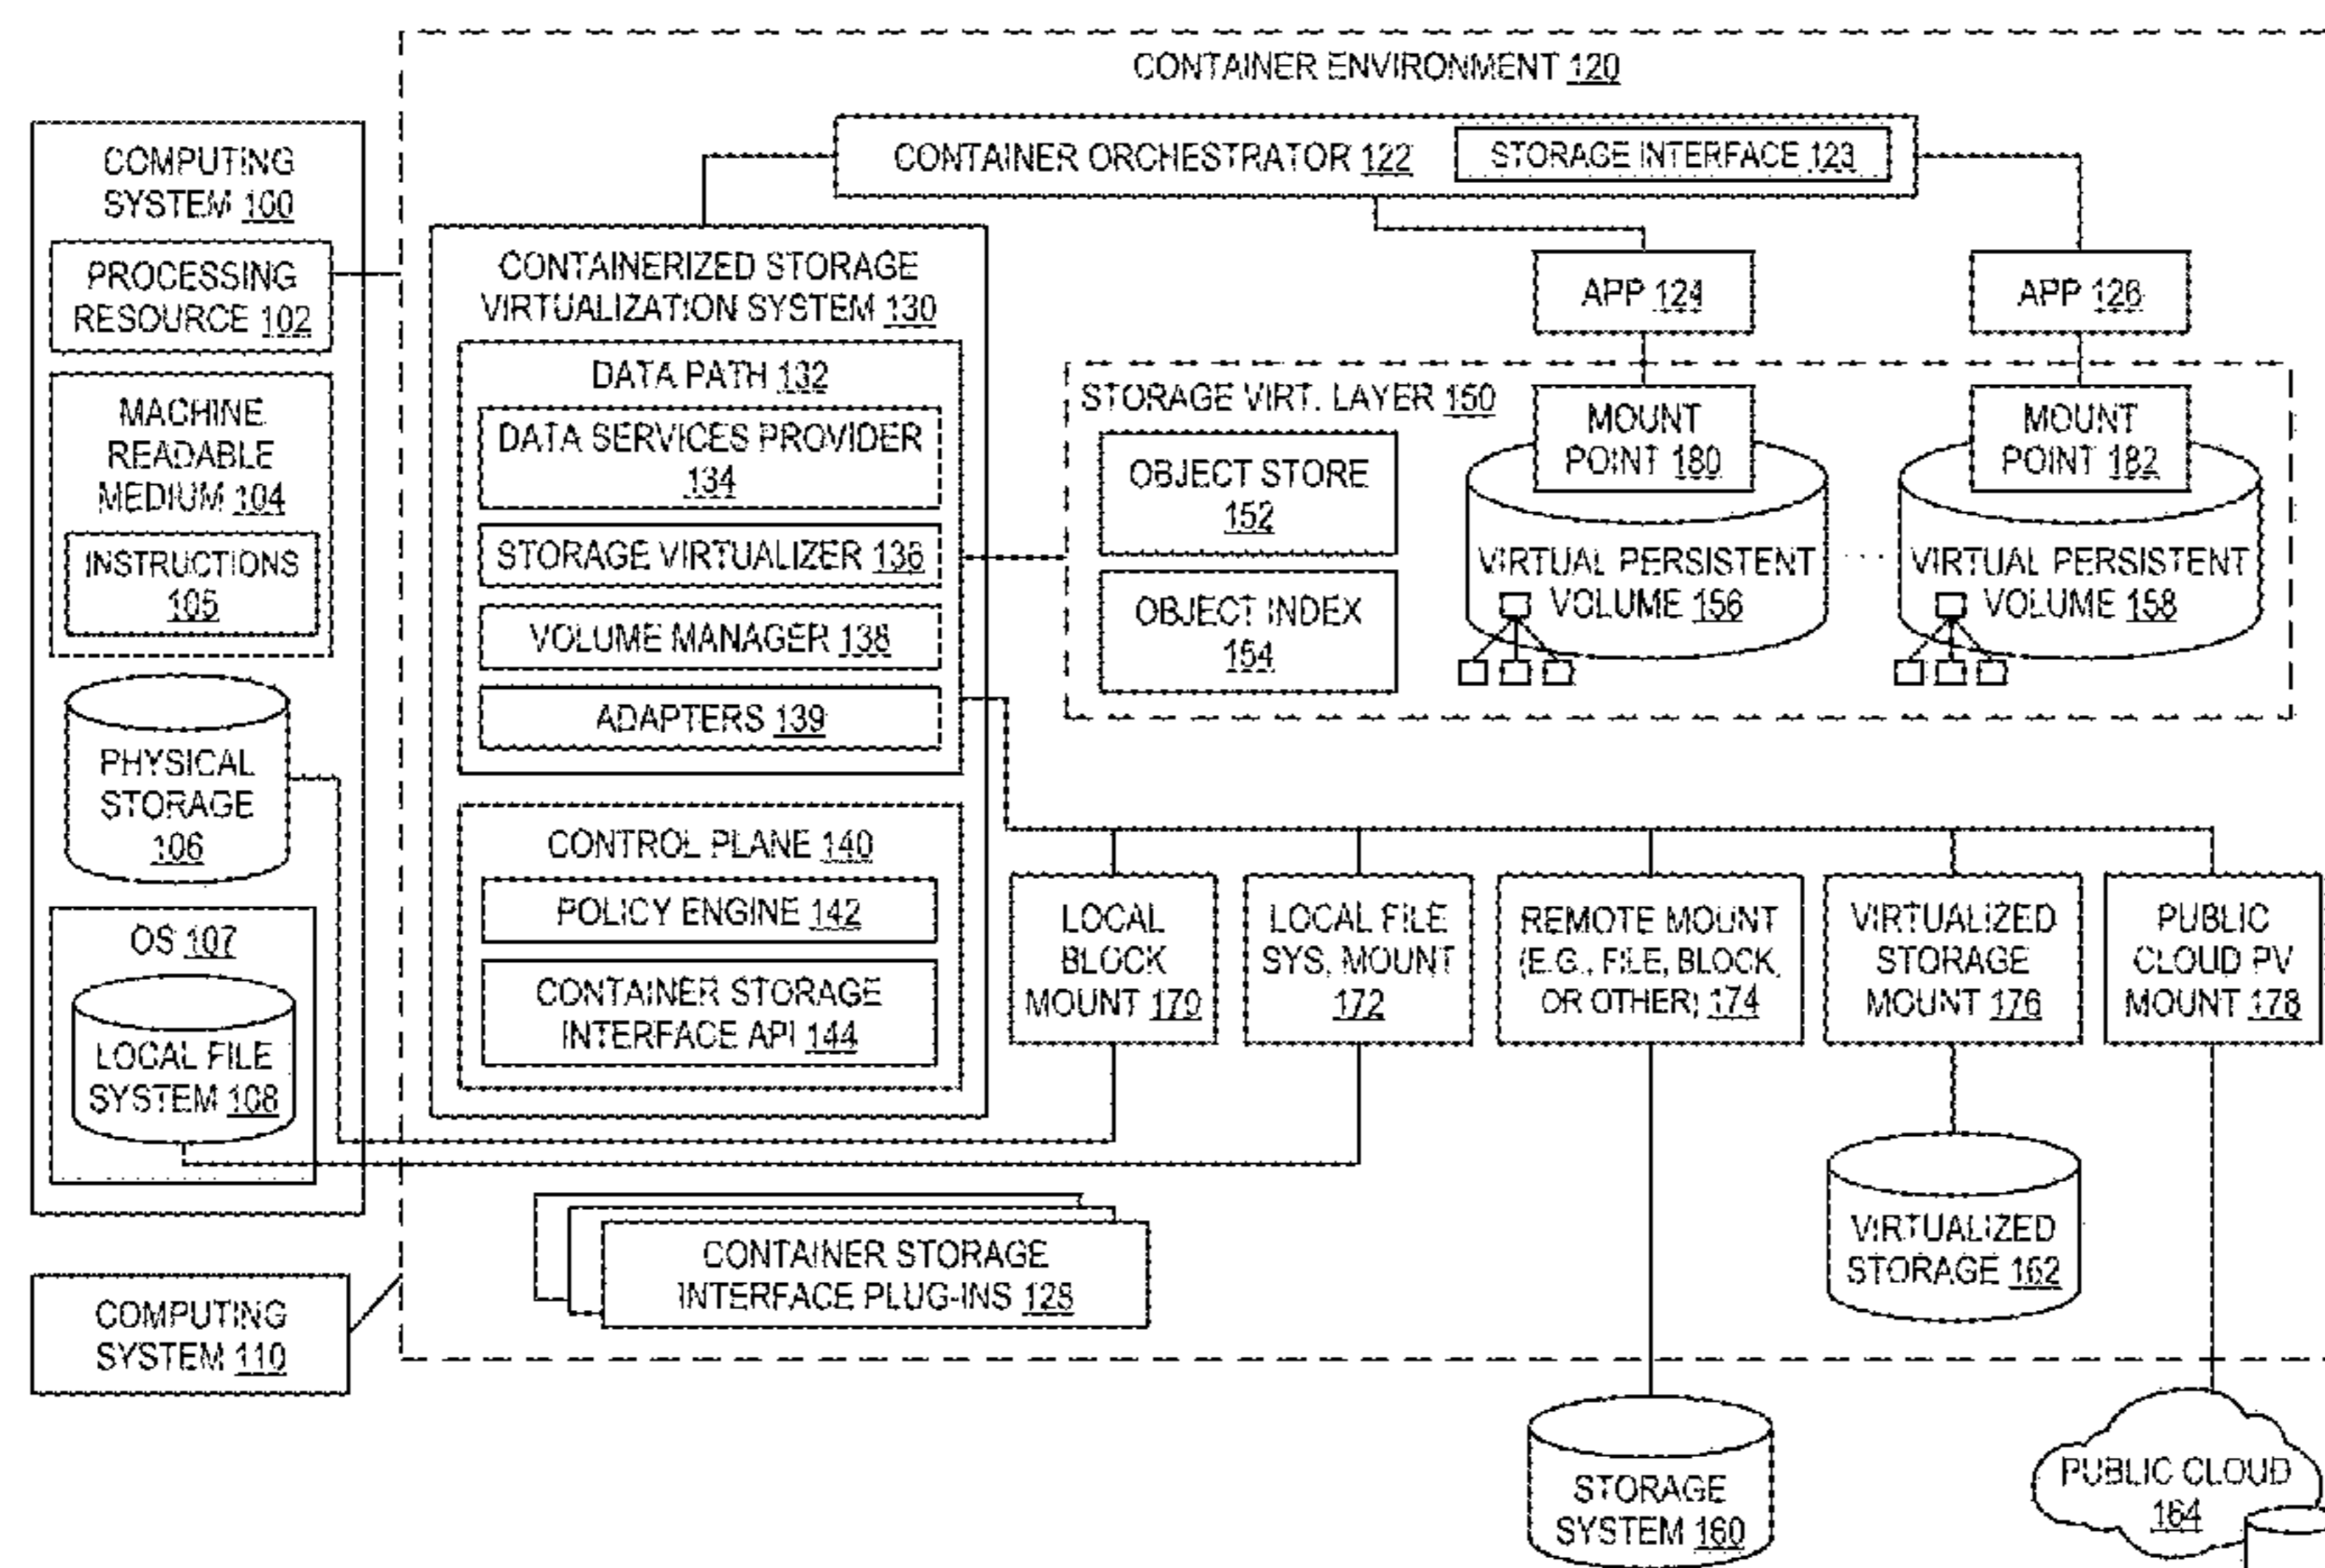 CONTAINER ENVIRONMENT 120
CONTAINER ORCHESTRATOR 122
STORAGE INTERFACE 123
COMPUTING
SYSTEM 100
PROCESSING
RESOURCE 102
MACHINE
READABLE
MEDIUM 104
INSTRUCTIONS
105
PHYSICAL
STORAGE
106
OS 107
LOCAL FILE
SYSTEM 108
COMPUTING
SYSTEM 110
CONTAINERIZED STORAGE
VIRTUALIZATION SYSTEM 130
DATA PATH 132
DATA SERVICES PROVIDER
134
STORAGE VIRTUALIZER 136
VOLUME MANAGER 138
ADAPTERS 139
CONTROL PLANE 140
POLICY ENGINE 142
CONTAINER STORAGE
INTERFACE API 144
CONTAINER STORAGE
INTERFACE PLUG-INS 128
APP 124
APP 126
STORAGE VIRT. LAYER 150
OBJECT STORE
152
OBJECT INDEX
154
MOUNT
POINT 180
VIRTUAL PERSISTENT
VOLUME 156
MOUNT
POINT 182
VIRTUAL PERSISTENT
VOLUME 158
LOCAL
BLOCK
MOUNT 170
LOCAL FILE
SYS. MOUNT
172
REMOTE MOUNT
(E.G., FILE, BLOCK,
OR OTHER) 174
VIRTUALIZED
STORAGE
MOUNT 176
PUBLIC
CLOUD PV
MOUNT 178
VIRTUALIZED
STORAGE 162
STORAGE
SYSTEM 160
PUBLIC CLOUD
164